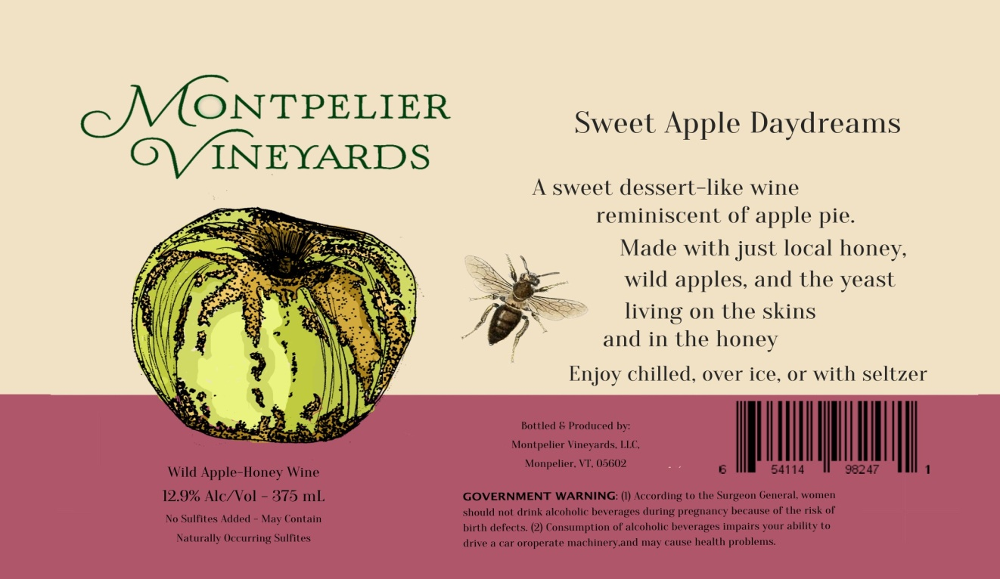 MONTPELIER
VINEYARDS
Wild Apple-Honey Wine
12.9% Alc/Vol - 375 mL
No Sulfites Added - May Contain
Naturally Occurring Sulfites
Sweet Apple Daydreams
A sweet dessert-like wine
reminiscent of apple pie.
Made with just local honey,
wild apples, and the yeast
living on the skins
and in the honey
Enjoy chilled, over ice, or with seltzer
Bottled & Produced by:
Montpelier Vineyards, LLC,
Monpelier, VT, 05602
6 54114 98247 1
GOVERNMENT WARNING: (1) According to the Surgeon General, women
should not drink alcoholic beverages during pregnancy because of the risk of
birth defects. (2) Consumption of alcoholic beverages impairs your ability to
drive a car oroperate machinery,and may cause health problems.